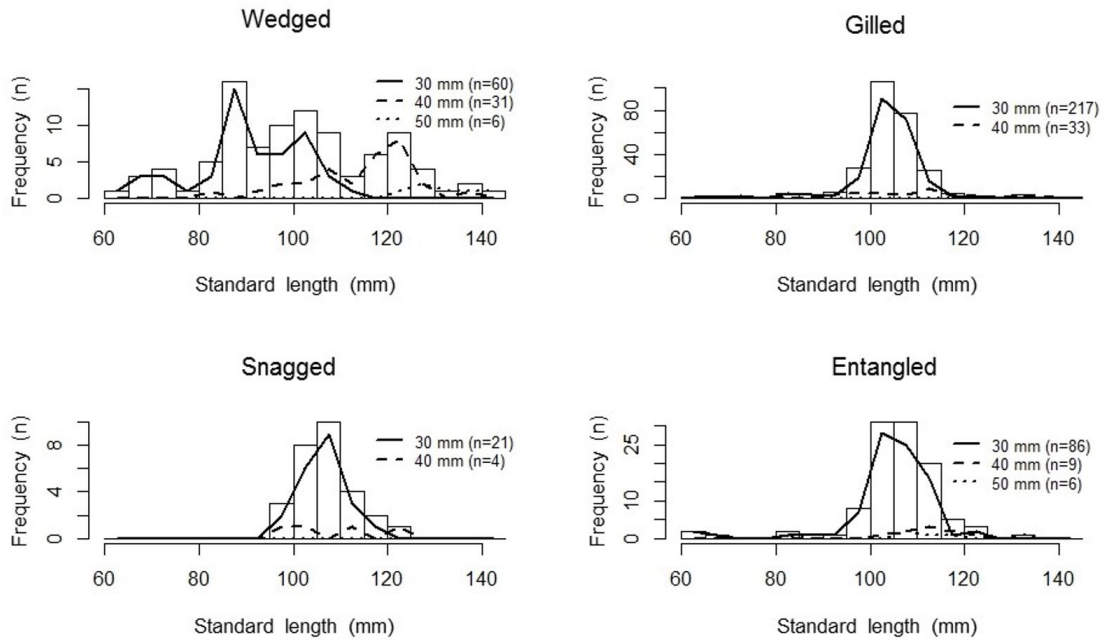 Wedged
Frequency (n)
0 5 10
30 mm (n=60)
40 mm (n=31)
50 mm (n=6)
60 80 100 120 140
Standard length (mm)
Gilled
Frequency (n)
0 40 80
30 mm (n=217)
40 mm (n=33)
60 80 100 120 140
Standard length (mm)
Snagged
Frequency (n)
0 4 8
30 mm (n=21)
40 mm (n=4)
60 80 100 120 140
Standard length (mm)
Entangled
Frequency (n)
0 10 25
30 mm (n=86)
40 mm (n=9)
50 mm (n=6)
60 80 100 120 140
Standard length (mm)